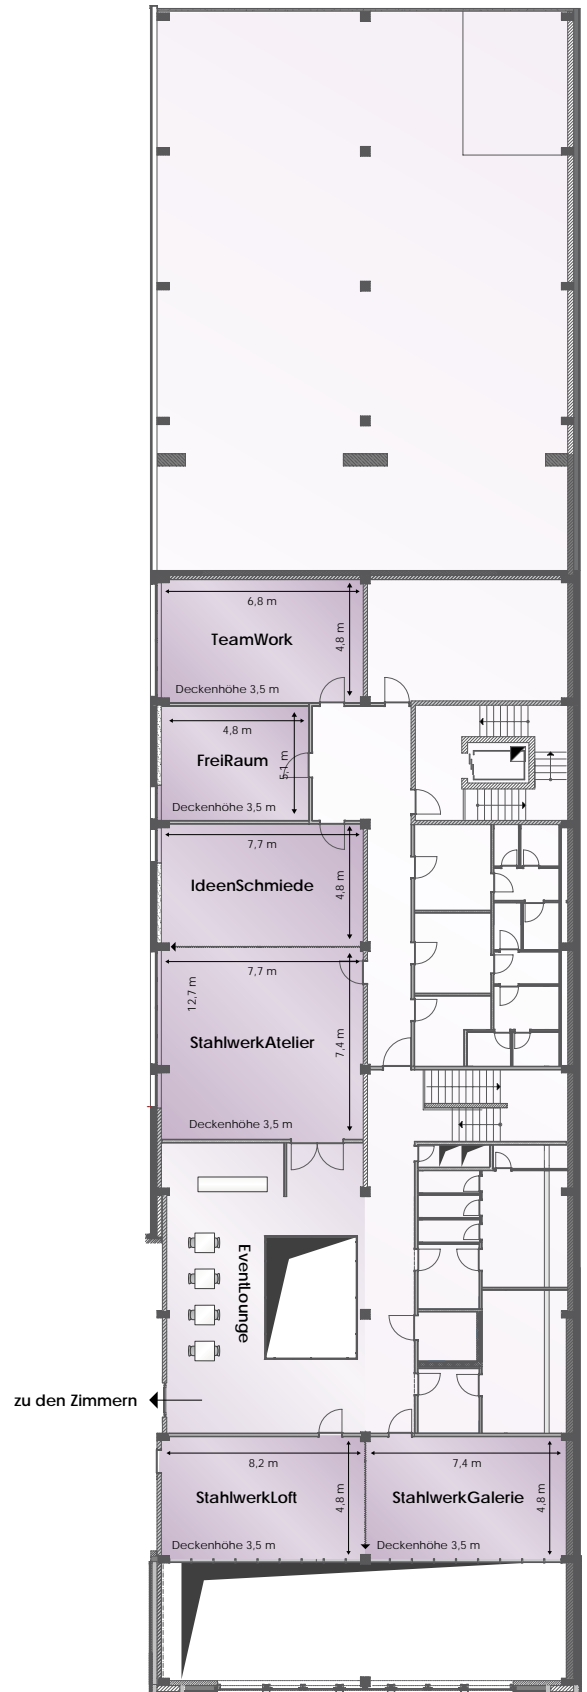 6,8 m
TeamWork
4,8 m
Deckenhöhe 3,5 m
4,8 m
FreiRaum
5,1 m
Deckenhöhe 3,5 m
7,7 m
IdeenSchmiede
4,8 m
7,7 m
12,7 m
StahlwerkAtelier
7,4 m
Deckenhöhe 3,5 m
EventLounge
zu den Zimmern
8,2 m
StahlwerkLoft
4,8 m
Deckenhöhe 3,5 m
7,4 m
StahlwerkGalerie
4,8 m
Deckenhöhe 3,5 m